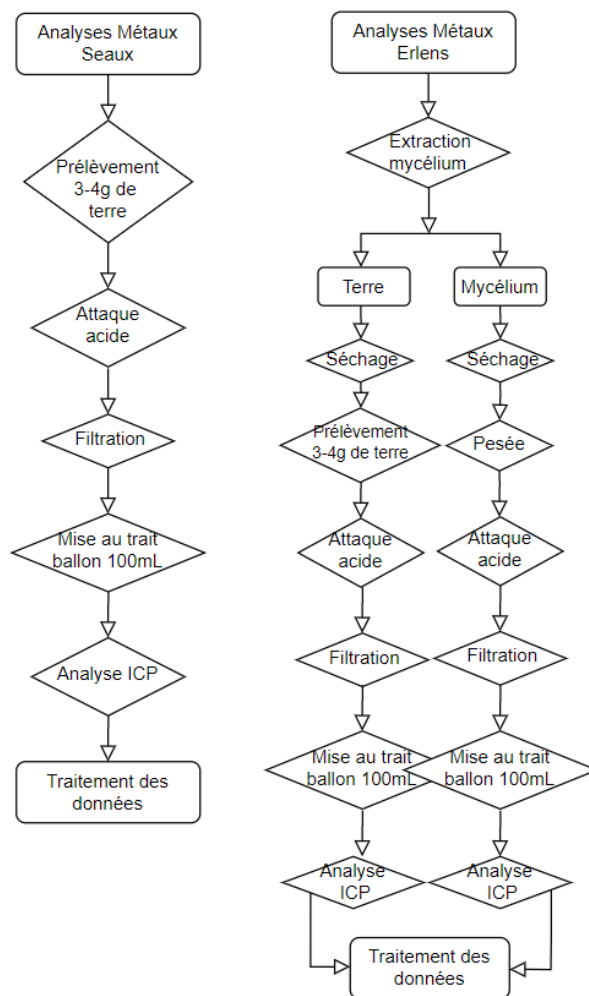 Analyses Métaux
Seaux
Prélèvement
3-4g de
terre
Attaque
acide
Filtration
Mise au trait
ballon 100mL
Analyse ICP
Traitement des
données
Analyses Métaux
Erlens
Extraction
mycélium
Terre
Séchage
Prélèvement
3-4g de terre
Attaque
acide
Filtration
Mise au trait
ballon 100mL
Analyse
ICP
Mycélium
Séchage
Pesée
Attaque
acide
Filtration
Mise au trait
ballon 100mL
Analyse
ICP
Traitement des
données